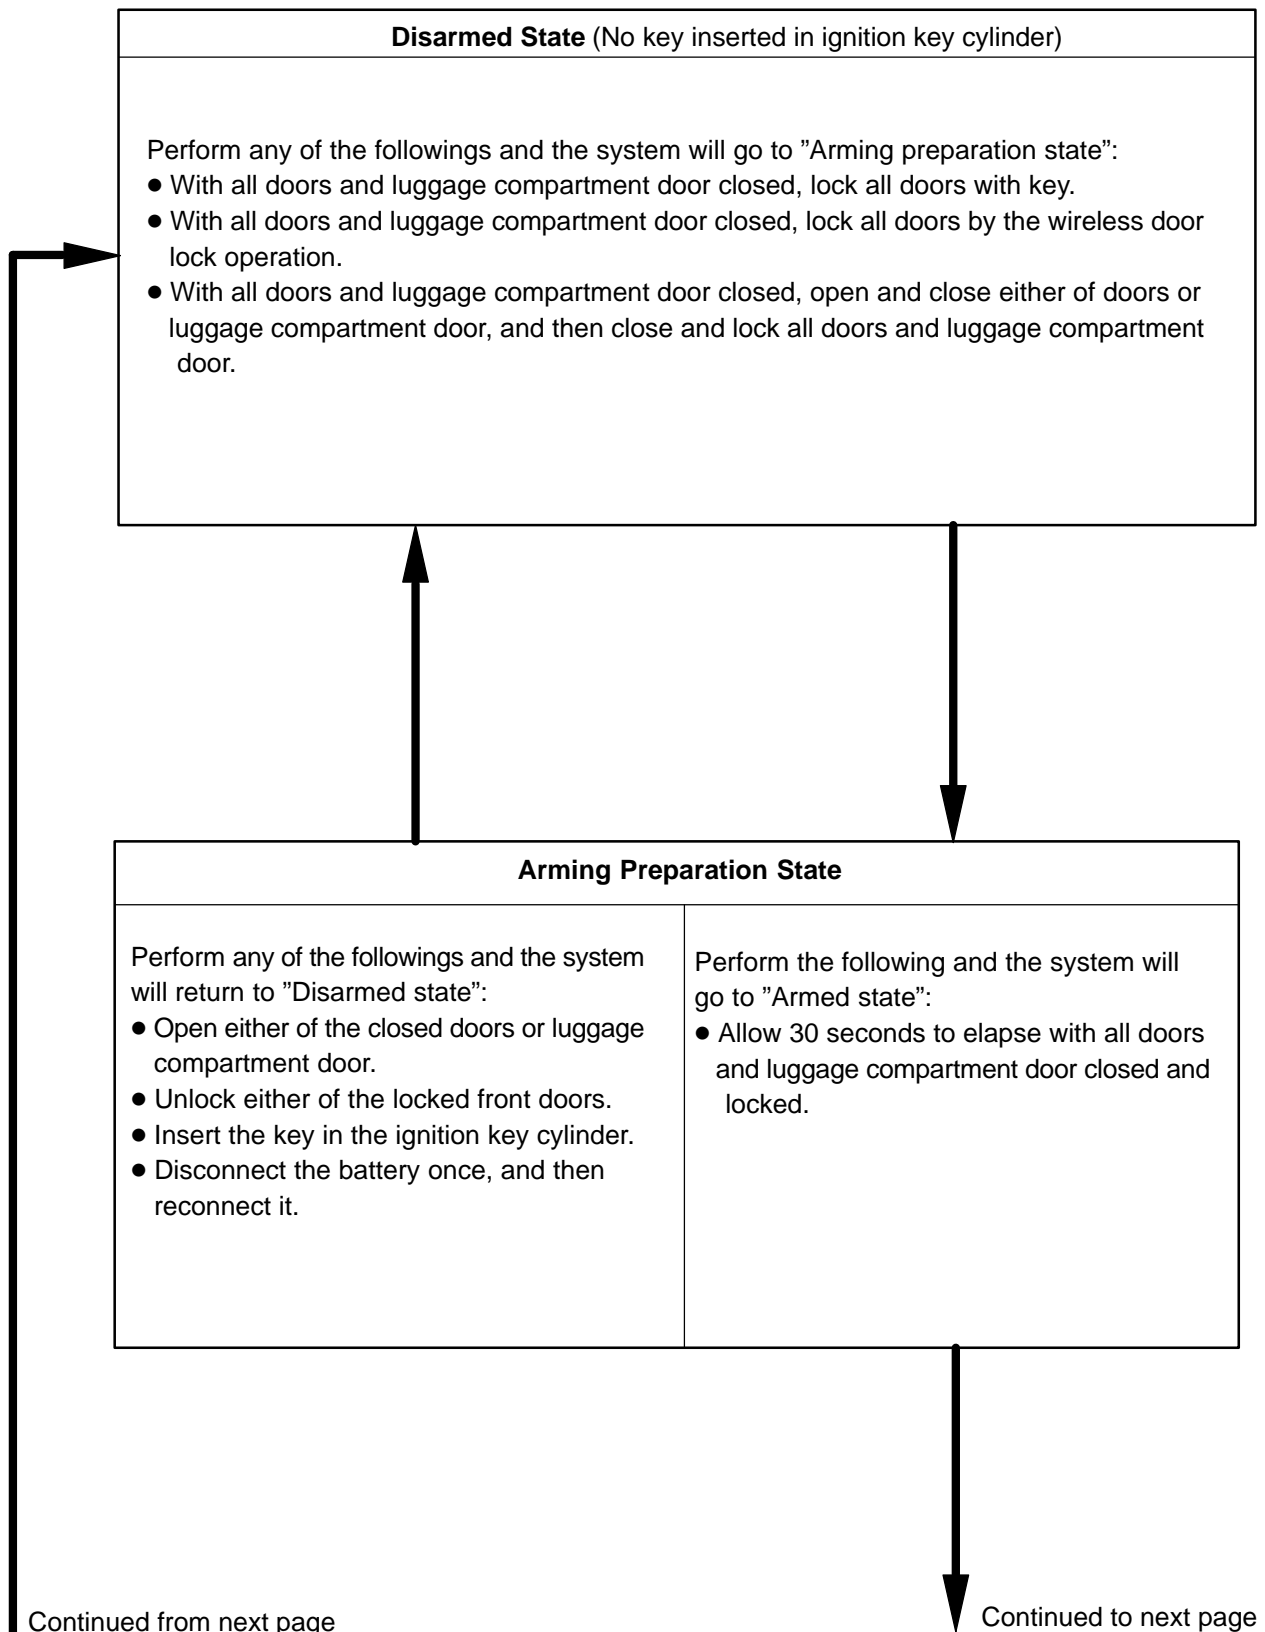 Disarmed State (No key inserted in ignition key cylinder)
Perform any of the followings and the system will go to ”Arming preparation state”:
● With all doors and luggage compartment door closed, lock all doors with key.
● With all doors and luggage compartment door closed, lock all doors by the wireless door
lock operation.
● With all doors and luggage compartment door closed, open and close either of doors or
luggage compartment door, and then close and lock all doors and luggage compartment
door.
Arming Preparation State
Perform any of the followings and the system
will return to ”Disarmed state”:
● Open either of the closed doors or luggage
compartment door.
● Unlock either of the locked front doors.
● Insert the key in the ignition key cylinder.
● Disconnect the battery once, and then
reconnect it.
Perform the following and the system will
go to ”Armed state”:
● Allow 30 seconds to elapse with all doors
and luggage compartment door closed and
locked.
Continued from next page
Continued to next page